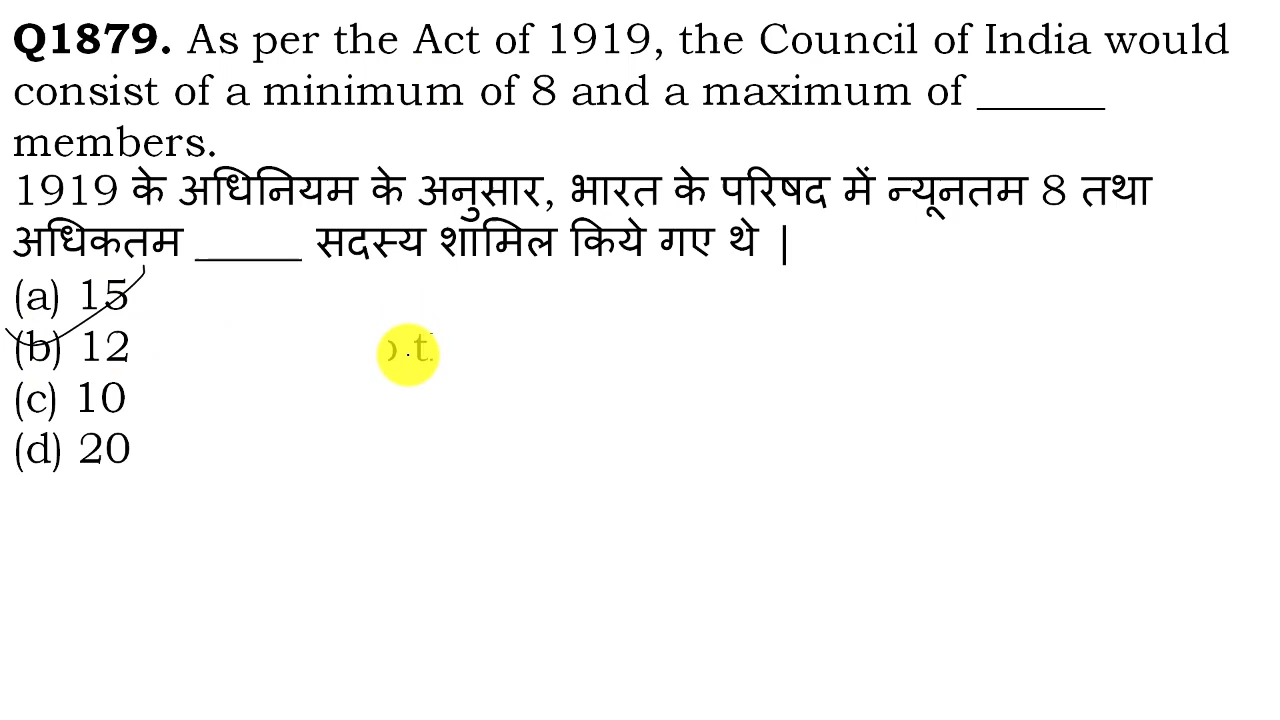 Q1879. As per the Act of 1919, the Council of India would
consist of a minimum of 8 and a maximum of ______
members.
1919 के अधिनियम के अनुसार, भारत के परिषद में न्यूनतम 8 तथा
अधिकतम _____ सदस्य शामिल किये गए थे |
(a) 15
(b) 12
(c) 10
(d) 20